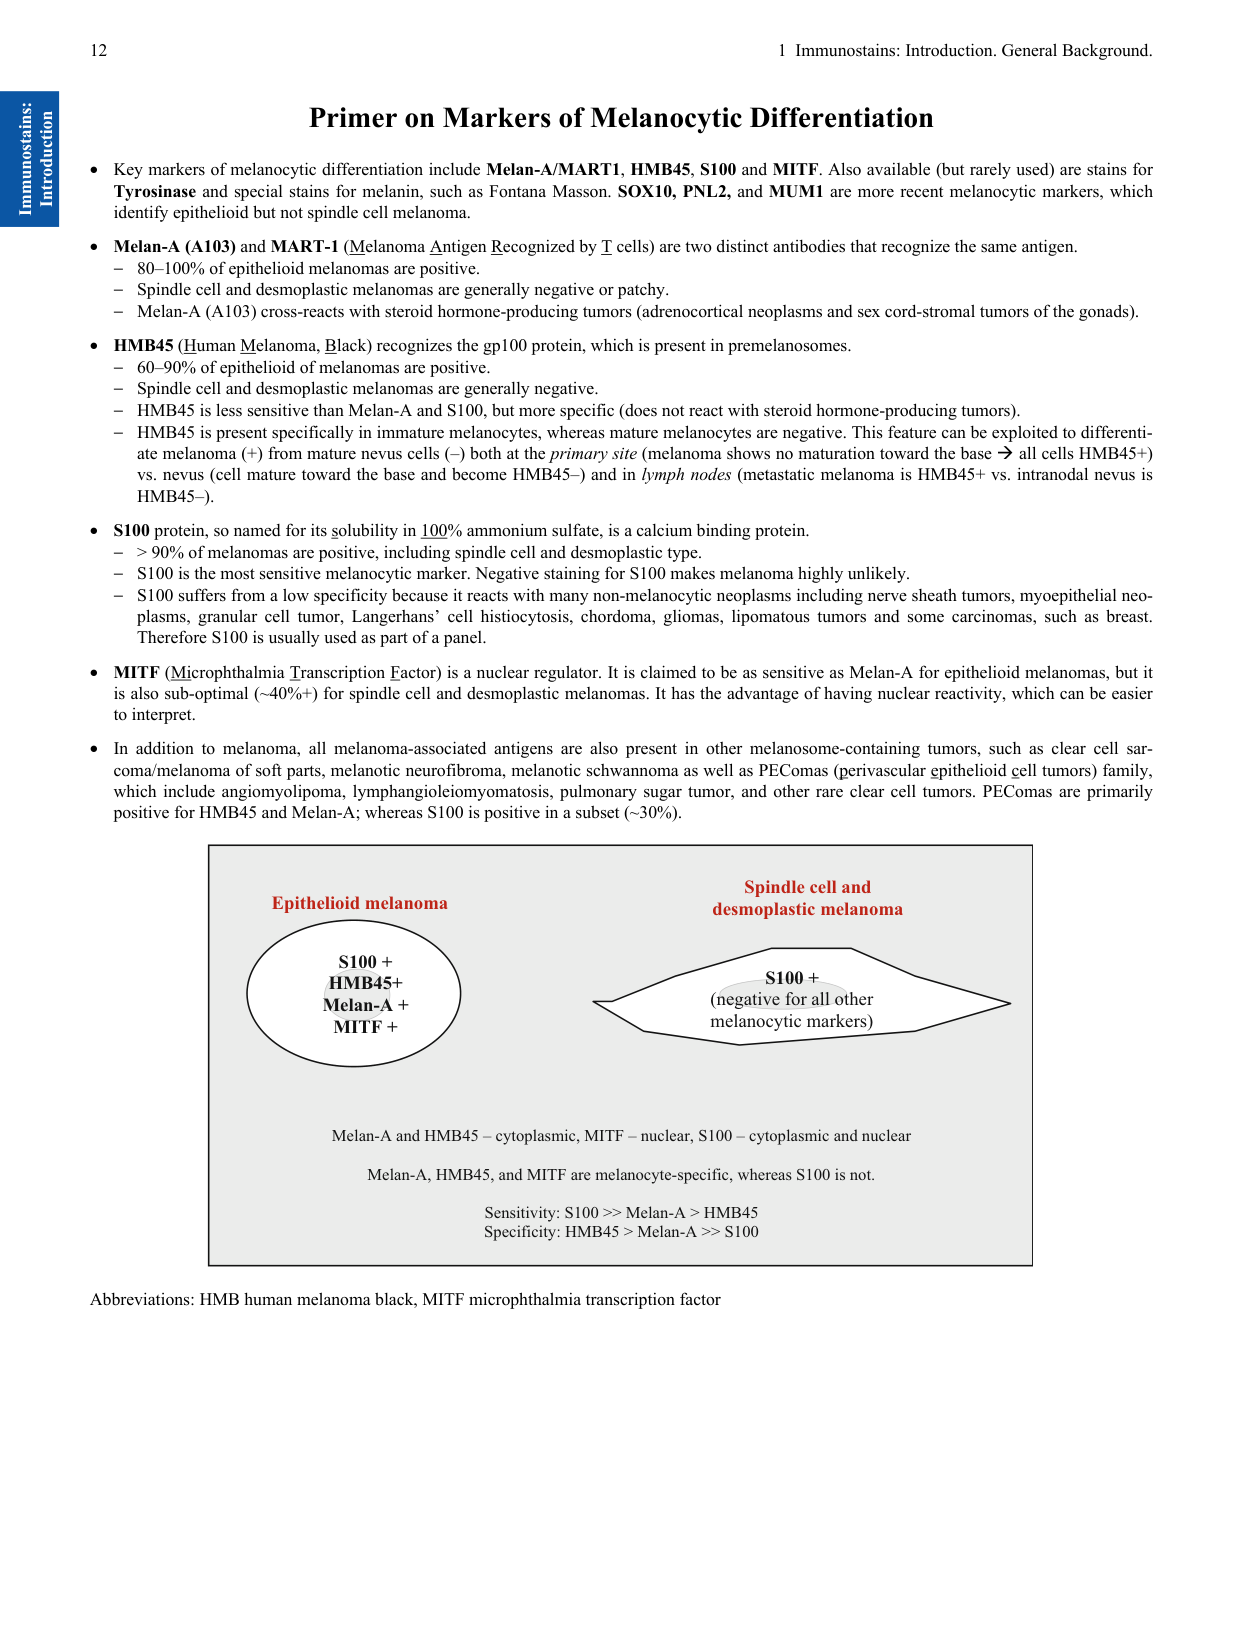 12
1 Immunostains: Introduction. General Background.
Immunostains:
Introduction
Primer on Markers of Melanocytic Differentiation
• Key markers of melanocytic differentiation include Melan-A/MART1, HMB45, S100 and MITF. Also available (but rarely used) are stains for
Tyrosinase and special stains for melanin, such as Fontana Masson. SOX10, PNL2, and MUM1 are more recent melanocytic markers, which
identify epithelioid but not spindle cell melanoma.
• Melan-A (A103) and MART-1 (Melanoma Antigen Recognized by T cells) are two distinct antibodies that recognize the same antigen.
– 80–100% of epithelioid melanomas are positive.
– Spindle cell and desmoplastic melanomas are generally negative or patchy.
– Melan-A (A103) cross-reacts with steroid hormone-producing tumors (adrenocortical neoplasms and sex cord-stromal tumors of the gonads).
• HMB45 (Human Melanoma, Black) recognizes the gp100 protein, which is present in premelanosomes.
– 60–90% of epithelioid of melanomas are positive.
– Spindle cell and desmoplastic melanomas are generally negative.
– HMB45 is less sensitive than Melan-A and S100, but more specific (does not react with steroid hormone-producing tumors).
– HMB45 is present specifically in immature melanocytes, whereas mature melanocytes are negative. This feature can be exploited to differenti-
ate melanoma (+) from mature nevus cells (–) both at the primary site (melanoma shows no maturation toward the base → all cells HMB45+)
vs. nevus (cell mature toward the base and become HMB45–) and in lymph nodes (metastatic melanoma is HMB45+ vs. intranodal nevus is
HMB45–).
• S100 protein, so named for its solubility in 100% ammonium sulfate, is a calcium binding protein.
– > 90% of melanomas are positive, including spindle cell and desmoplastic type.
– S100 is the most sensitive melanocytic marker. Negative staining for S100 makes melanoma highly unlikely.
– S100 suffers from a low specificity because it reacts with many non-melanocytic neoplasms including nerve sheath tumors, myoepithelial neo-
plasms, granular cell tumor, Langerhans’ cell histiocytosis, chordoma, gliomas, lipomatous tumors and some carcinomas, such as breast.
Therefore S100 is usually used as part of a panel.
• MITF (Microphthalmia Transcription Factor) is a nuclear regulator. It is claimed to be as sensitive as Melan-A for epithelioid melanomas, but it
is also sub-optimal (~40%+) for spindle cell and desmoplastic melanomas. It has the advantage of having nuclear reactivity, which can be easier
to interpret.
• In addition to melanoma, all melanoma-associated antigens are also present in other melanosome-containing tumors, such as clear cell sar-
coma/melanoma of soft parts, melanotic neurofibroma, melanotic schwannoma as well as PEComas (perivascular epithelioid cell tumors) family,
which include angiomyolipoma, lymphangioleiomyomatosis, pulmonary sugar tumor, and other rare clear cell tumors. PEComas are primarily
positive for HMB45 and Melan-A; whereas S100 is positive in a subset (~30%).
Epithelioid melanoma
S100 +
HMB45+
Melan-A +
MITF +
Spindle cell and
desmoplastic melanoma
S100 +
(negative for all other
melanocytic markers)
Melan-A and HMB45 – cytoplasmic, MITF – nuclear, S100 – cytoplasmic and nuclear
Melan-A, HMB45, and MITF are melanocyte-specific, whereas S100 is not.
Sensitivity: S100 >> Melan-A > HMB45
Specificity: HMB45 > Melan-A >> S100
Abbreviations: HMB human melanoma black, MITF microphthalmia transcription factor